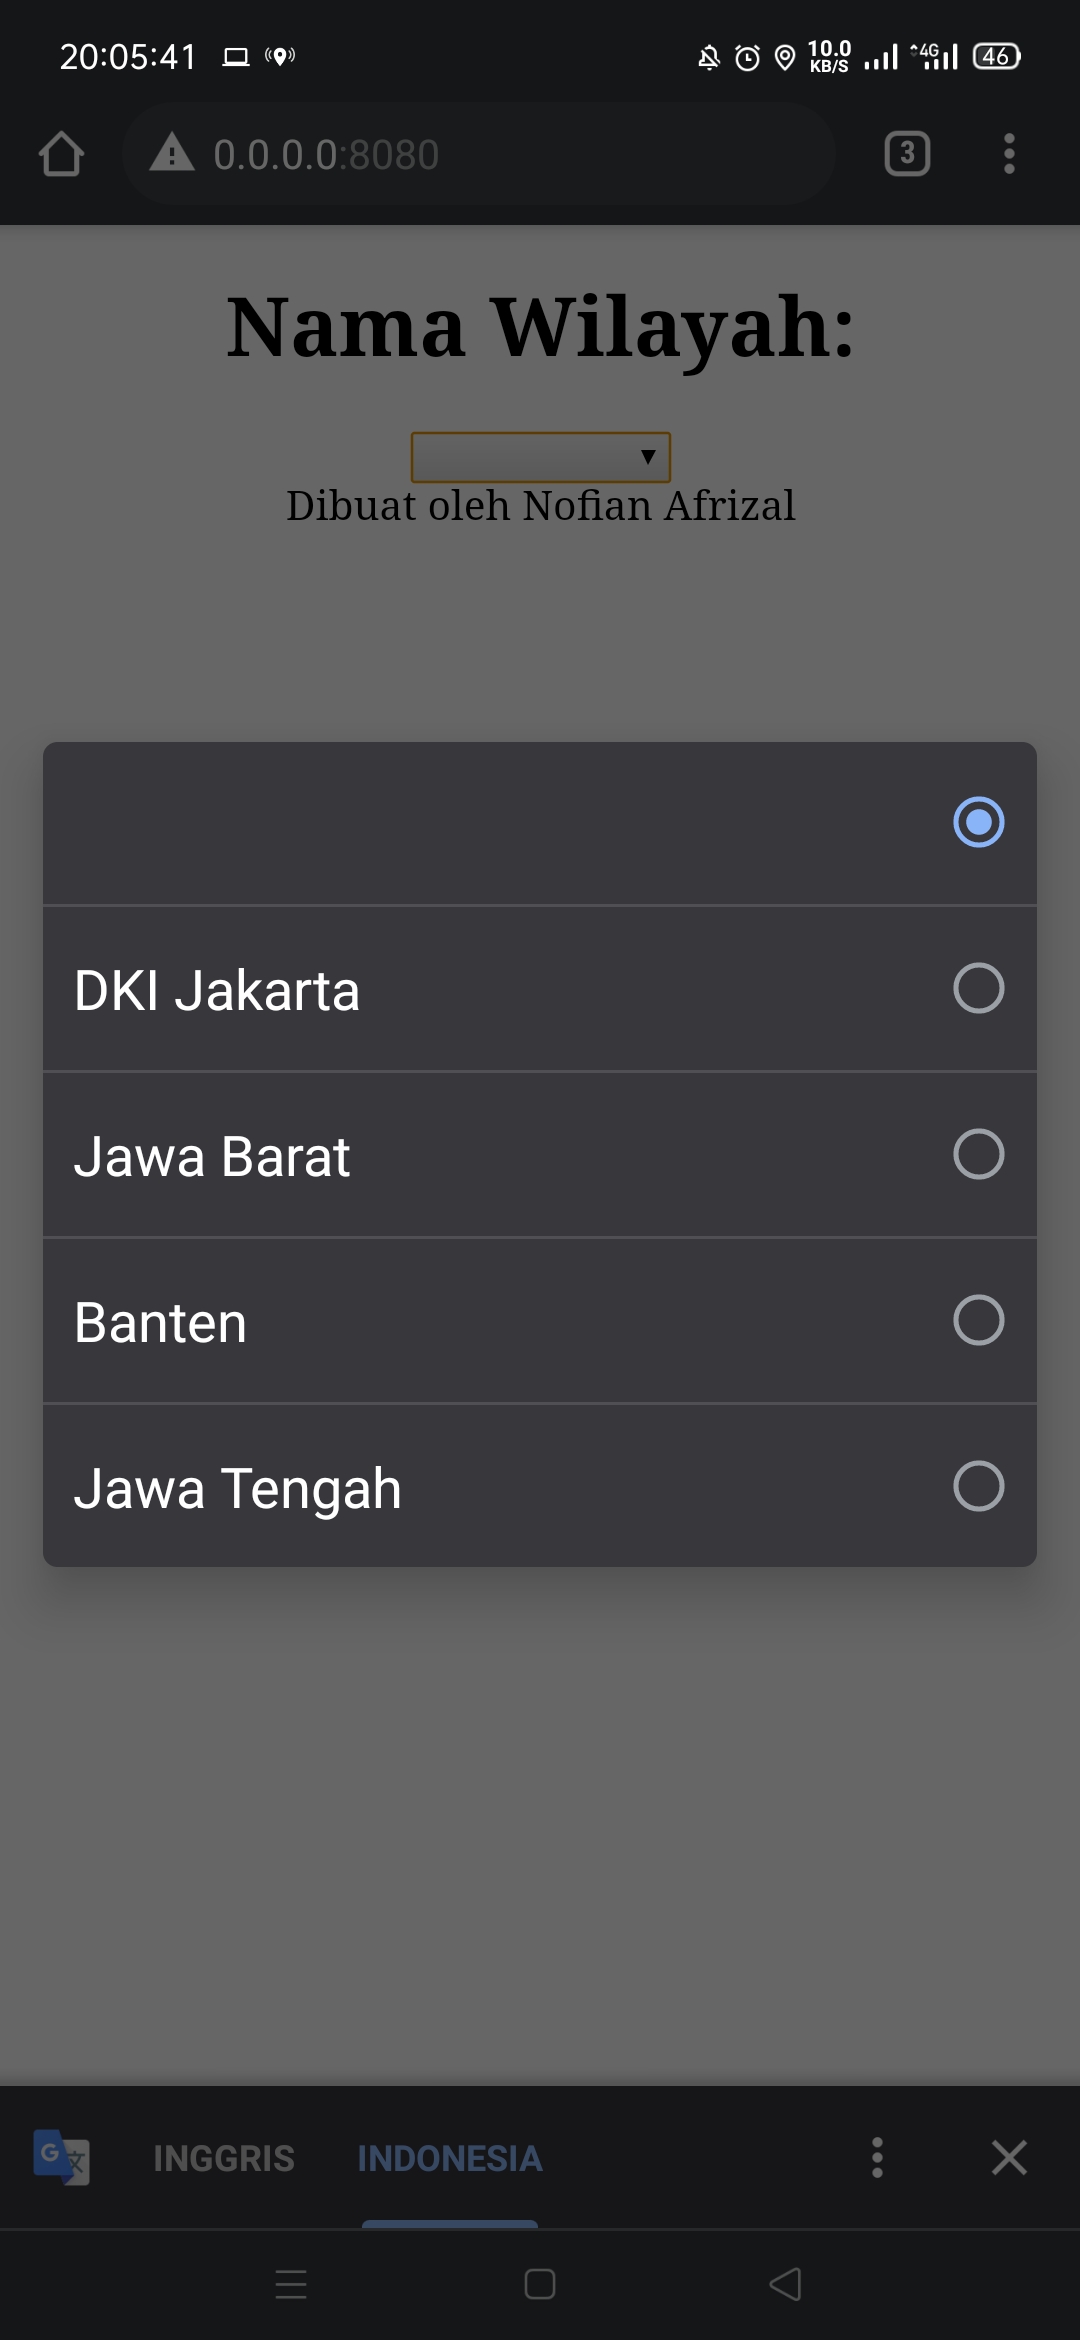 20:05:41
10.0
KB/S
4G
46
0.0.0.0:8080
3
Nama Wilayah:
Dibuat oleh Nofian Afrizal
DKI Jakarta
Jawa Barat
Banten
Jawa Tengah
G 文
INGGRIS
INDONESIA